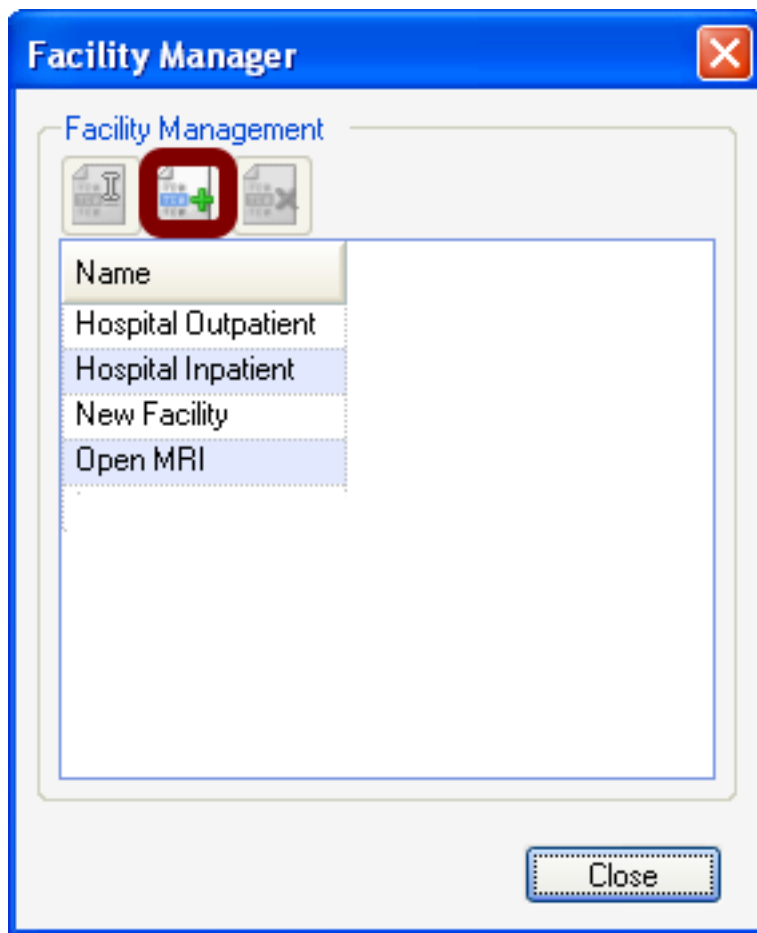 Facility Manager
Facility Management
Name
Hospital Outpatient
Hospital Inpatient
New Facility
Open MRI
Close